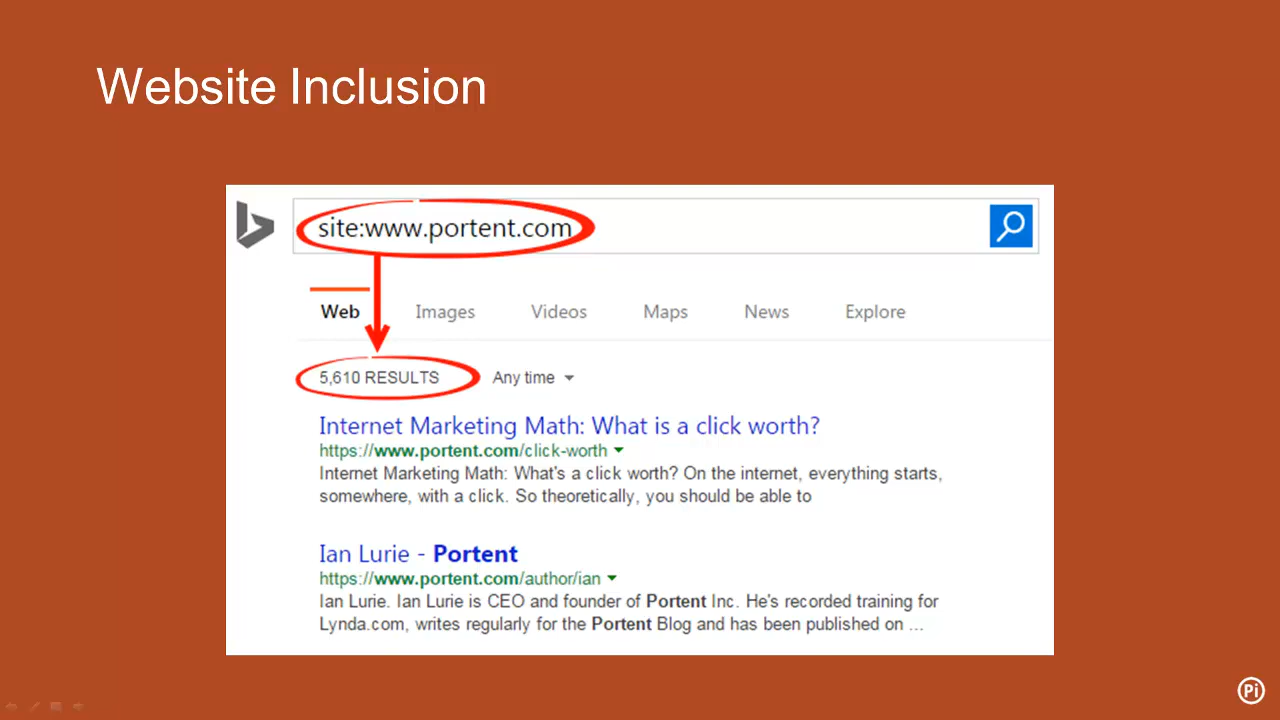 Website Inclusion
site:www.portent.com
Web Images Videos Maps News Explore
5,610 RESULTS Any time
Internet Marketing Math: What is a click worth?
https://www.portent.com/click-worth
Internet Marketing Math: What's a click worth? On the internet, everything starts,
somewhere, with a click. So theoretically, you should be able to
Ian Lurie - Portent
https://www.portent.com/author/ian
Ian Lurie. Ian Lurie is CEO and founder of Portent Inc. He's recorded training for
Lynda.com, writes regularly for the Portent Blog and has been published on ...
Pi